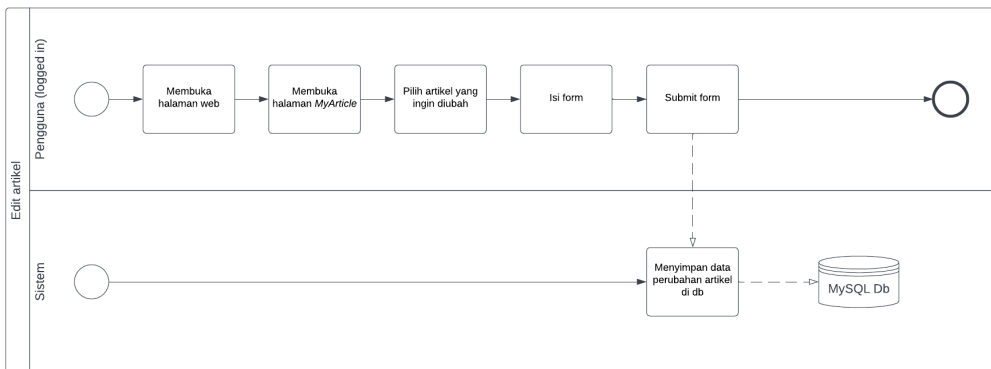 Edit artikel
Pengguna (logged in)
Membuka
halaman web
Membuka
halaman MyArticle
Pilih artikel yang
ingin diubah
Isi form
Submit form
Sistem
Menyimpan data
perubahan artikel
di db
MySQL Db